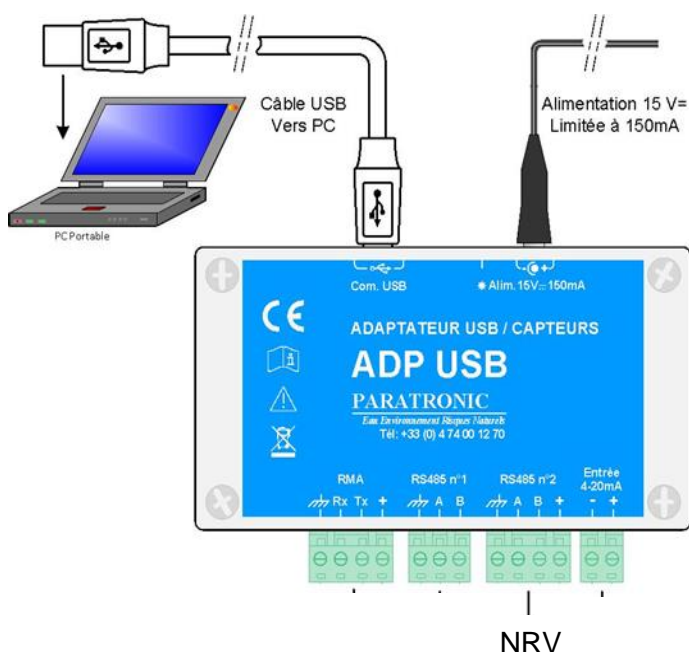 Câble USB
Vers PC
Alimentation 15 V=
Limitée à 150mA
PC Portable
Com. USB
Alim. 15V 150mA
CE
ADAPTATEUR USB / CAPTEURS
ADP USB
PARATRONIC
Eau Environnement Risques Naturels
Tél: +33 (0) 4 74 00 12 70
RMA
RS485 n°1
RS485 n°2
Entrée
4-20mA
Rx Tx +
A B
A B +
- +
NRV